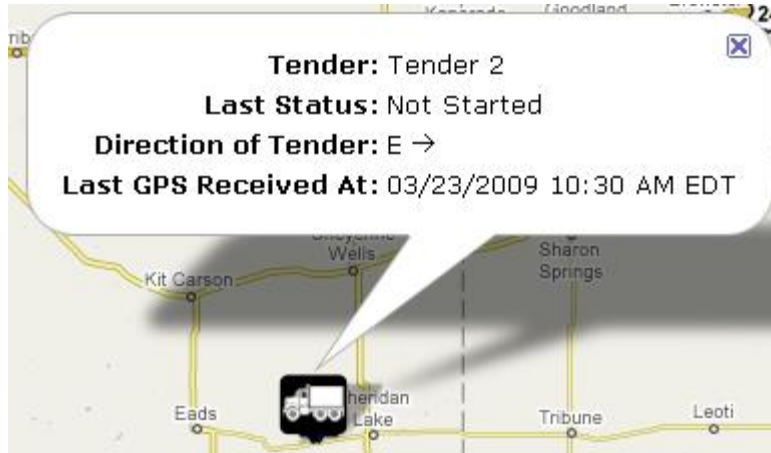 Goodland
24
Tender: Tender 2
Last Status: Not Started
Direction of Tender: E →
Last GPS Received At: 03/23/2009 10:30 AM EDT
Wells
Sharon
Springs
Kit Carson
Eads
Lake
Tribune
Leoti